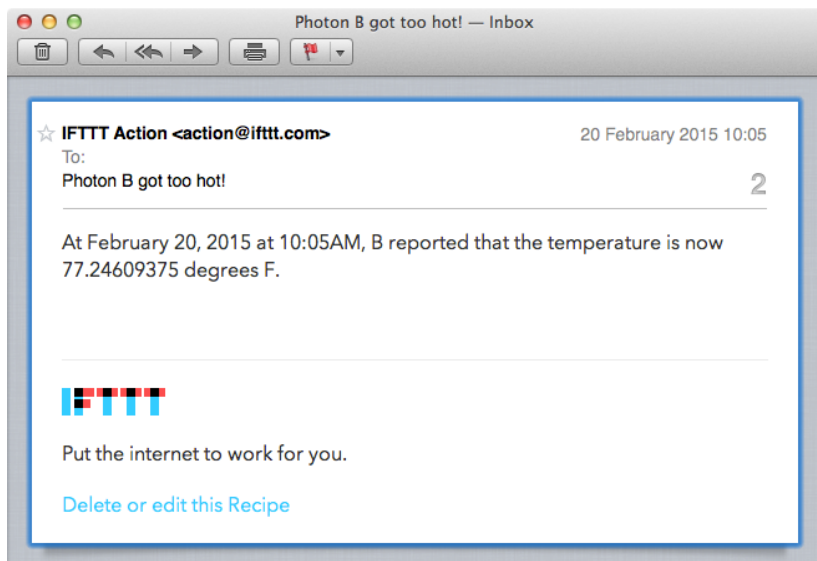 Photon B got too hot! — Inbox
IFTTT Action <action@ifttt.com>
20 February 2015 10:05
To:
Photon B got too hot!
2
At February 20, 2015 at 10:05AM, B reported that the temperature is now
77.24609375 degrees F.
IFTTT
Put the internet to work for you.
Delete or edit this Recipe